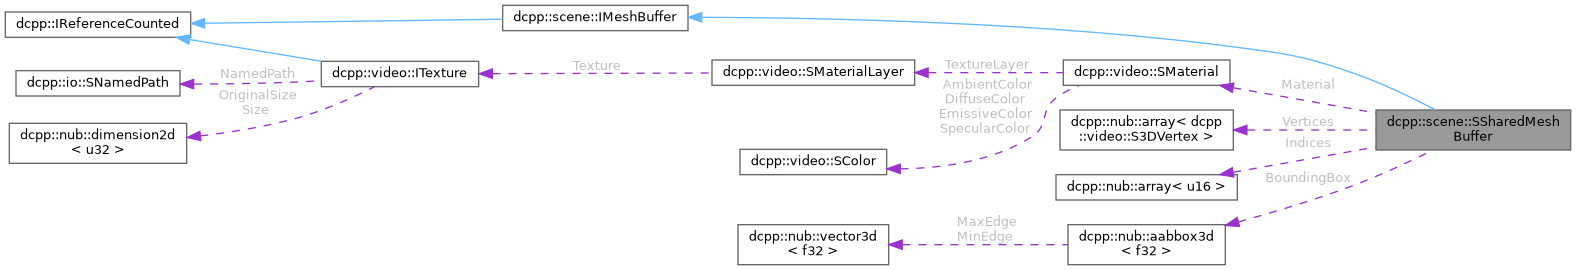 dcpp::IReferenceCounted
dcpp::scene::IMeshBuffer
dcpp::io::SNamedPath
NamedPath
dcpp::video::ITexture
Texture
dcpp::video::SMaterialLayer
TextureLayer
dcpp::video::SMaterial
Material
OriginalSize
Size
dcpp::nub::dimension2d
< u32 >
AmbientColor
DiffuseColor
EmissiveColor
SpecularColor
dcpp::video::SColor
dcpp::nub::array< dcpp
::video::S3DVertex >
Vertices
dcpp::scene::SSharedMesh
Buffer
Indices
dcpp::nub::array< u16 >
BoundingBox
dcpp::nub::vector3d
< f32 >
MaxEdge
MinEdge
dcpp::nub::aabbox3d
< f32 >